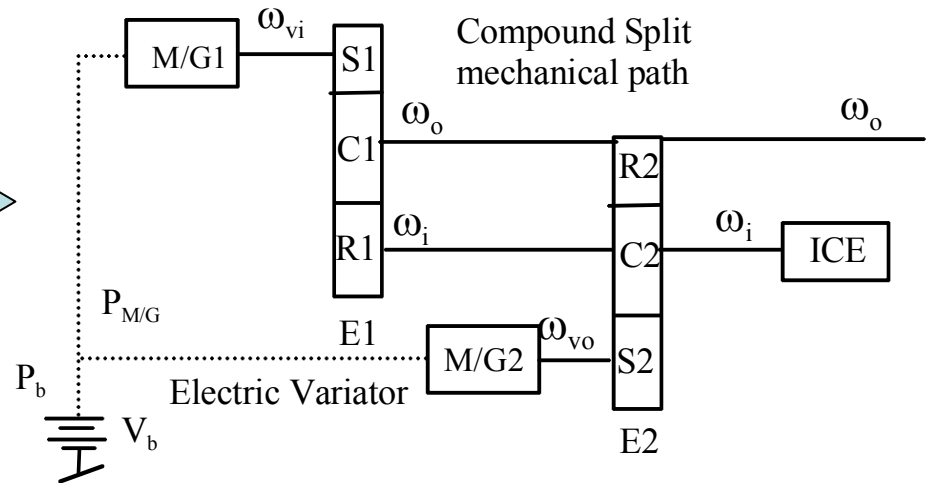 Compound Split
mechanical path
M/G1
ω_vi
S1
C1
R1
ω_o
ω_i
E1
R2
C2
S2
E2
ω_o
ω_i
ICE
P_M/G
M/G2
ω_vo
Electric Variator
P_b
V_b